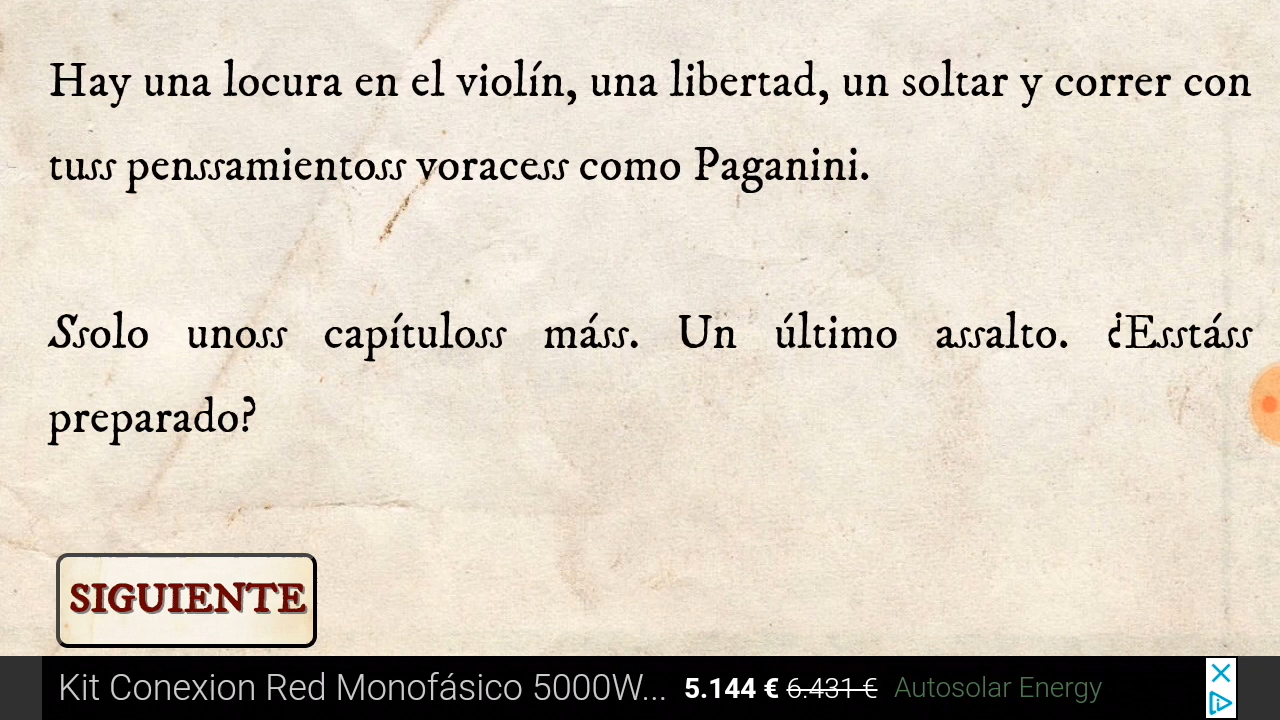 Hay una locura en el violín, una libertad, un soltar y correr con
tuss penssamientoss voracess como Paganini.
Ssolo unoss capítuloss máss. Un último assalto. ¿Esstáss
preparado?
SIGUIENTE
Kit Conexion Red Monofásico 5000W... 5.144 € 6.431 € Autosolar Energy